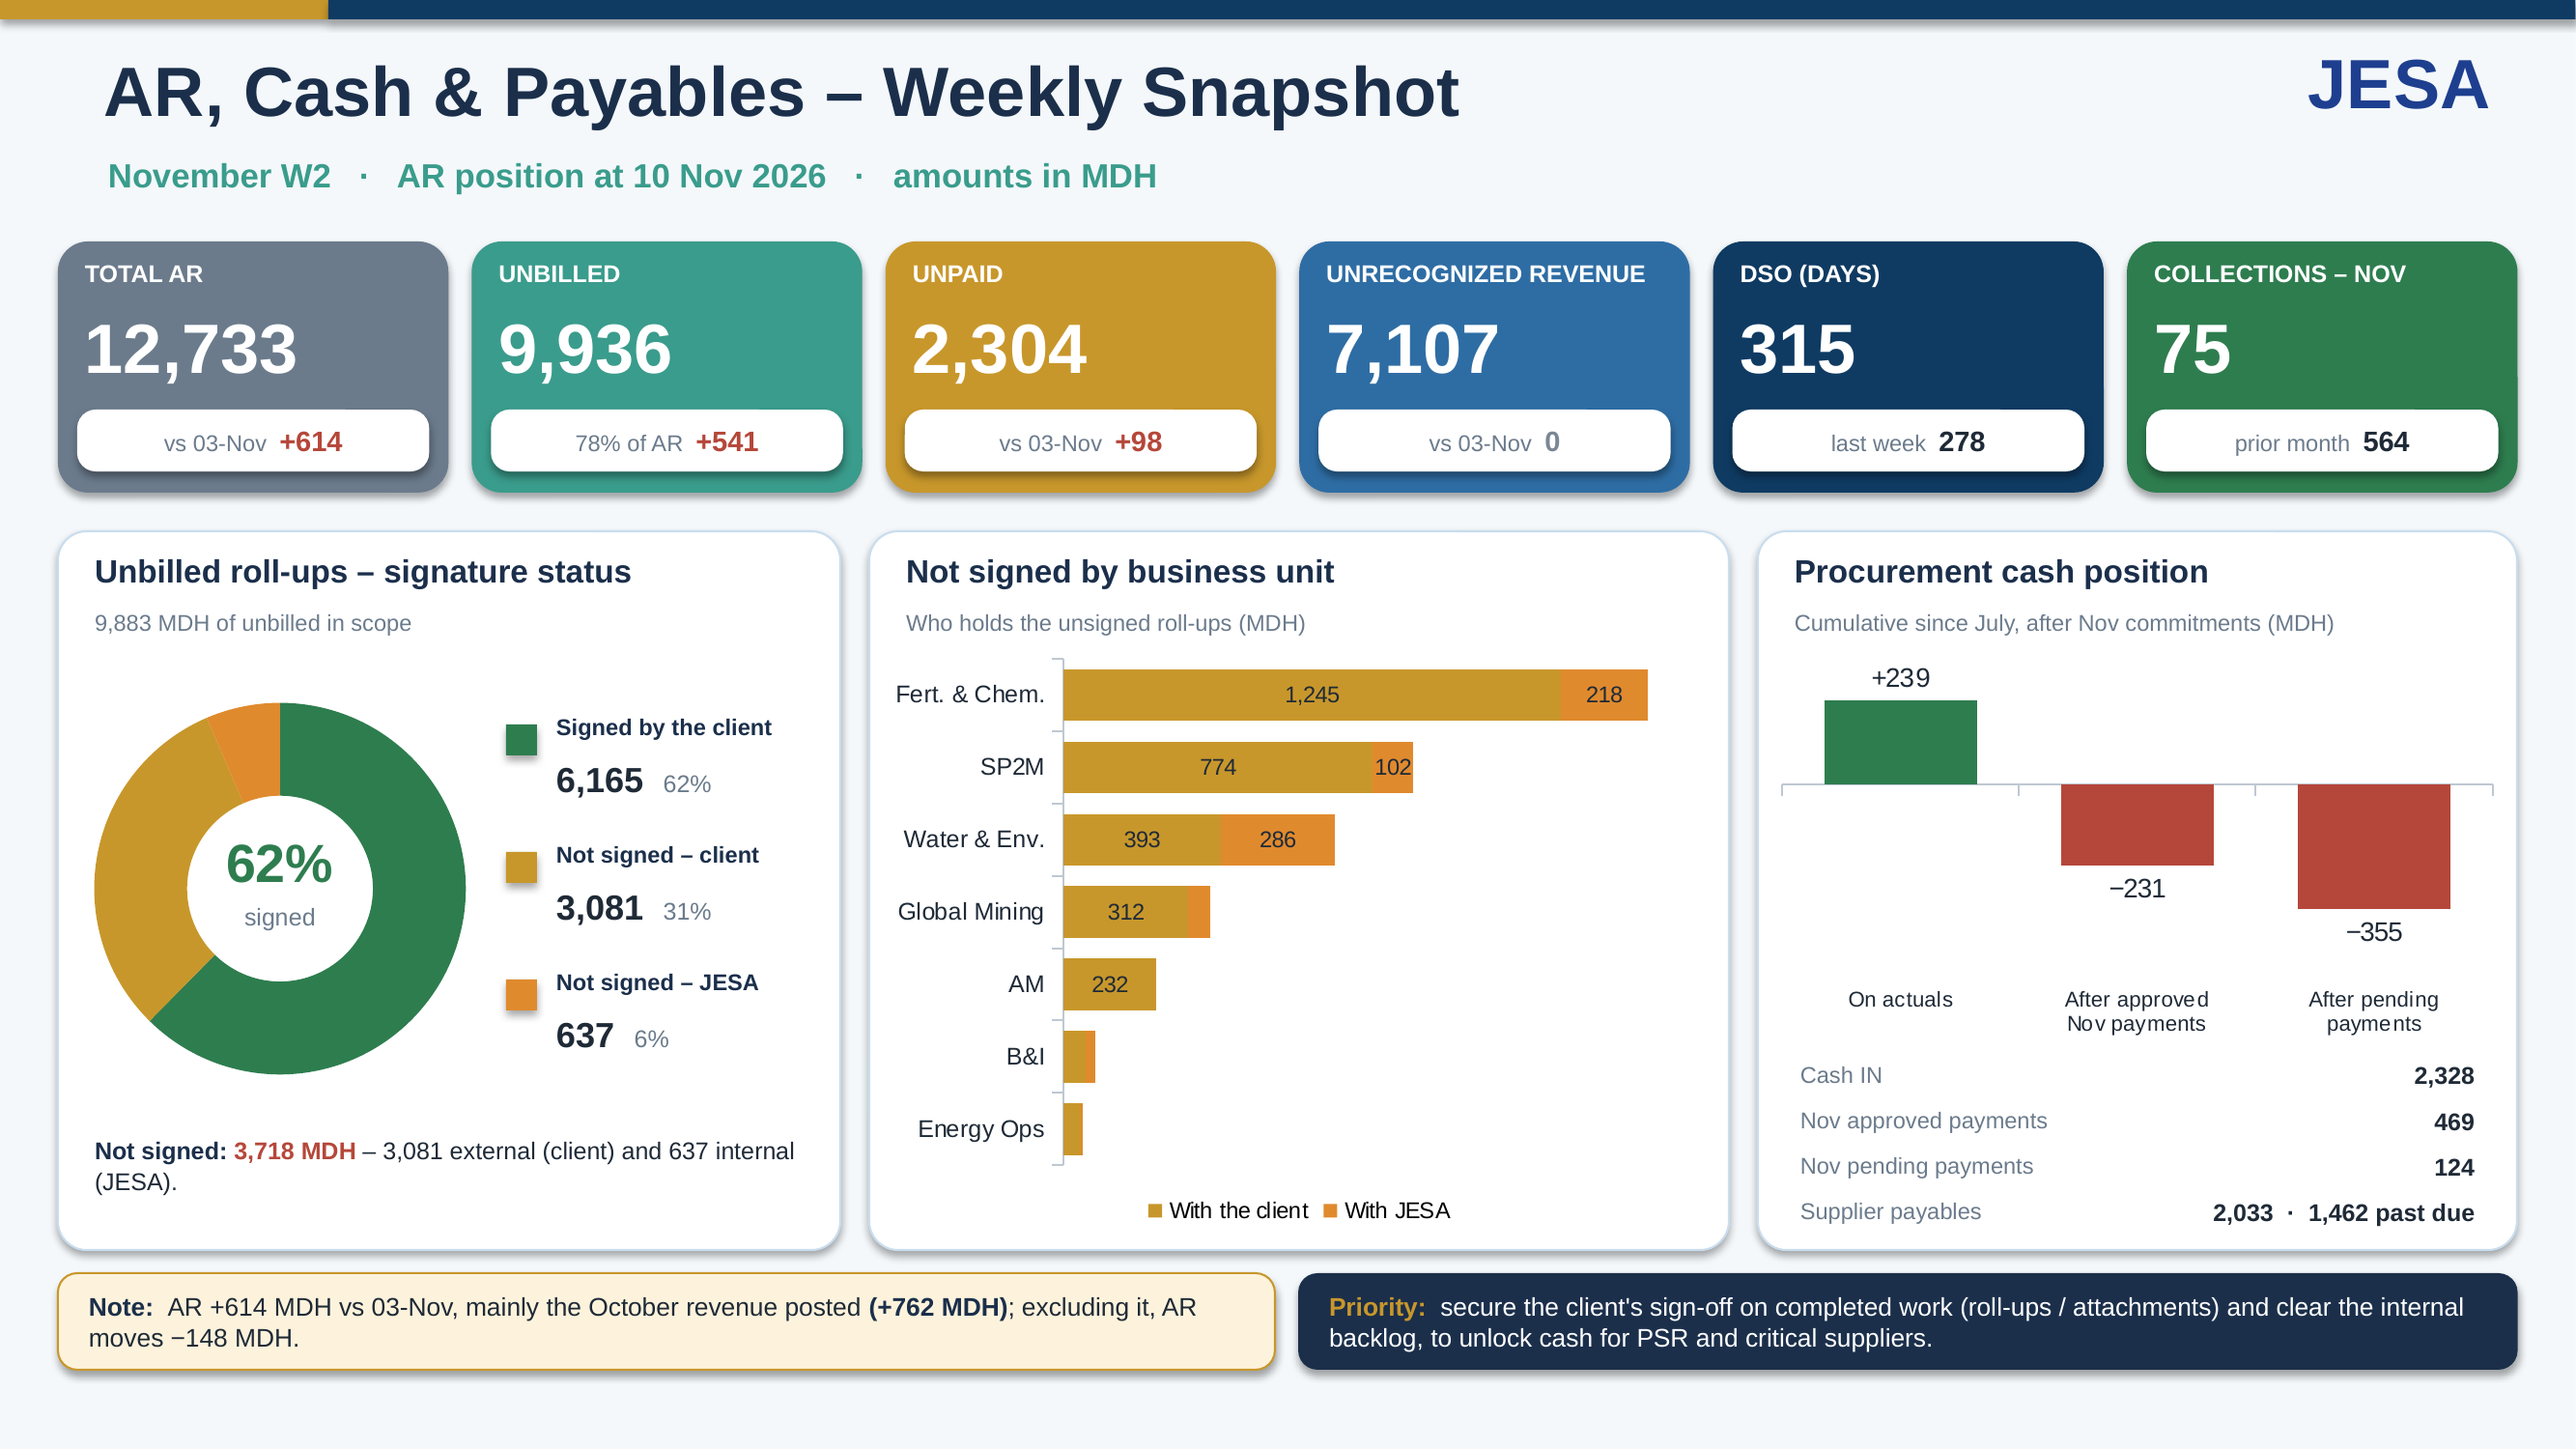 AR, Cash & Payables – Weekly Snapshot
JESA
November W2 · AR position at 10 Nov 2026 · amounts in MDH
TOTAL AR
12,733
vs 03-Nov +614
UNBILLED
9,936
78% of AR +541
UNPAID
2,304
vs 03-Nov +98
UNRECOGNIZED REVENUE
7,107
vs 03-Nov 0
DSO (DAYS)
315
last week 278
COLLECTIONS – NOV
75
prior month 564
Unbilled roll-ups – signature status
9,883 MDH of unbilled in scope
62%
signed
Signed by the client
6,165 62%
Not signed – client
3,081 31%
Not signed – JESA
637 6%
Not signed: 3,718 MDH – 3,081 external (client) and 637 internal
(JESA).
Not signed by business unit
Who holds the unsigned roll-ups (MDH)
Fert. & Chem. 1,245 218
SP2M 774 102
Water & Env. 393 286
Global Mining 312
AM 232
B&I
Energy Ops
With the client With JESA
Procurement cash position
Cumulative since July, after Nov commitments (MDH)
+239
−231
−355
On actuals
After approved
Nov payments
After pending
payments
Cash IN 2,328
Nov approved payments 469
Nov pending payments 124
Supplier payables 2,033 · 1,462 past due
Note: AR +614 MDH vs 03-Nov, mainly the October revenue posted (+762 MDH); excluding it, AR
moves −148 MDH.
Priority: secure the client's sign-off on completed work (roll-ups / attachments) and clear the internal
backlog, to unlock cash for PSR and critical suppliers.